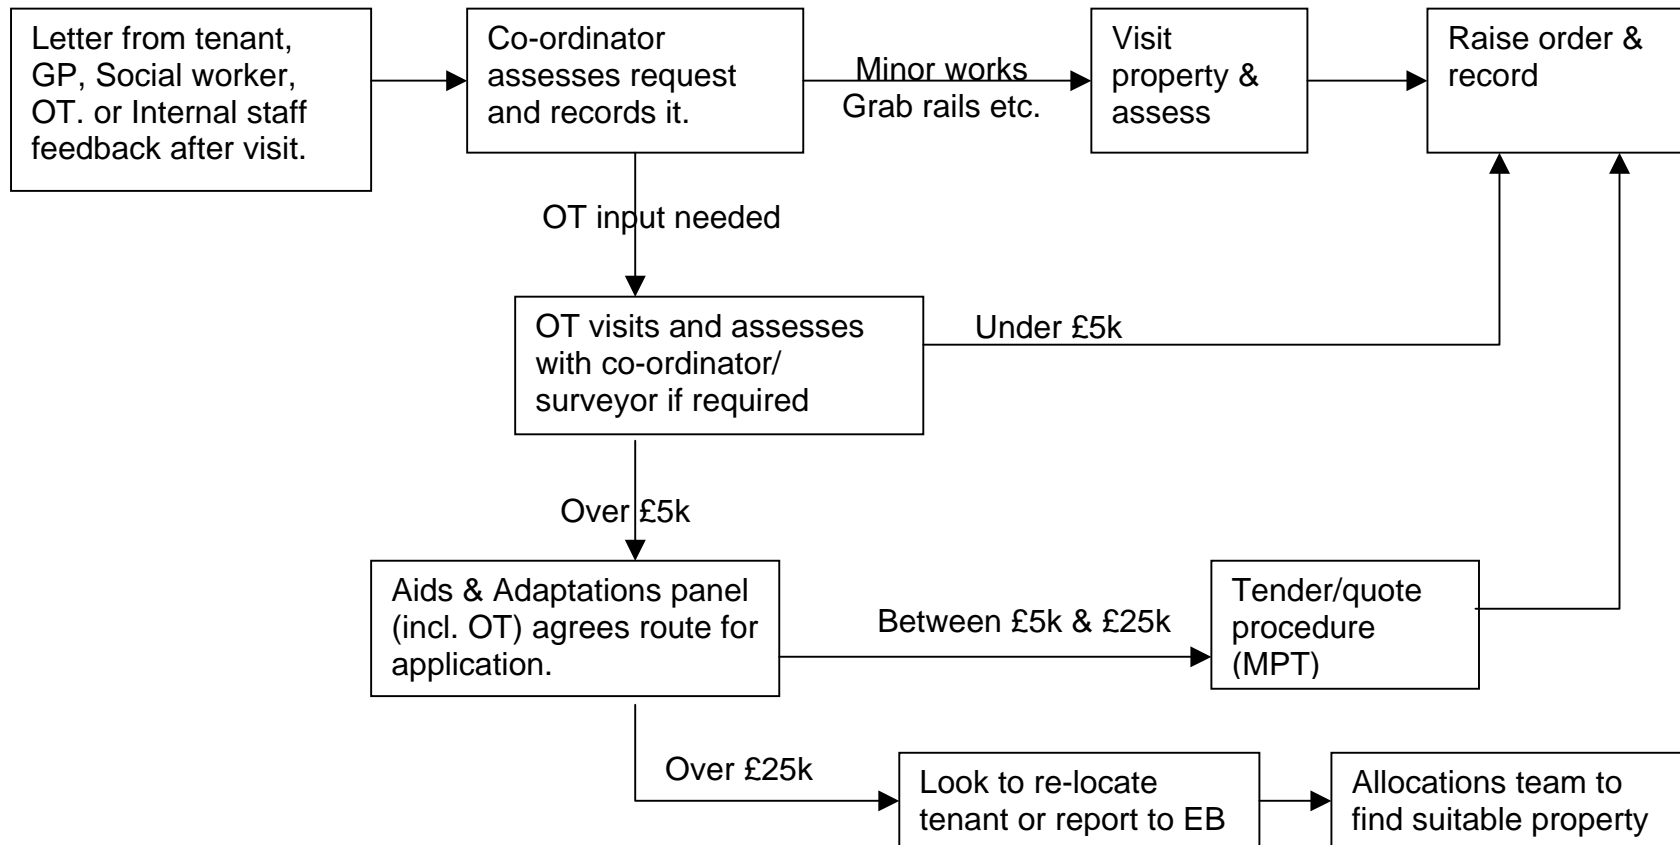 Letter from tenant,
GP, Social worker,
OT. or Internal staff
feedback after visit.
Co-ordinator
assesses request
and records it.
Minor works
Grab rails etc.
Visit
property &
assess
Raise order &
record
OT input needed
OT visits and assesses
with co-ordinator/
surveyor if required
Under £5k
Over £5k
Aids & Adaptations panel
(incl. OT) agrees route for
application.
Between £5k & £25k
Tender/quote
procedure
(MPT)
Over £25k
Look to re-locate
tenant or report to EB
Allocations team to
find suitable property